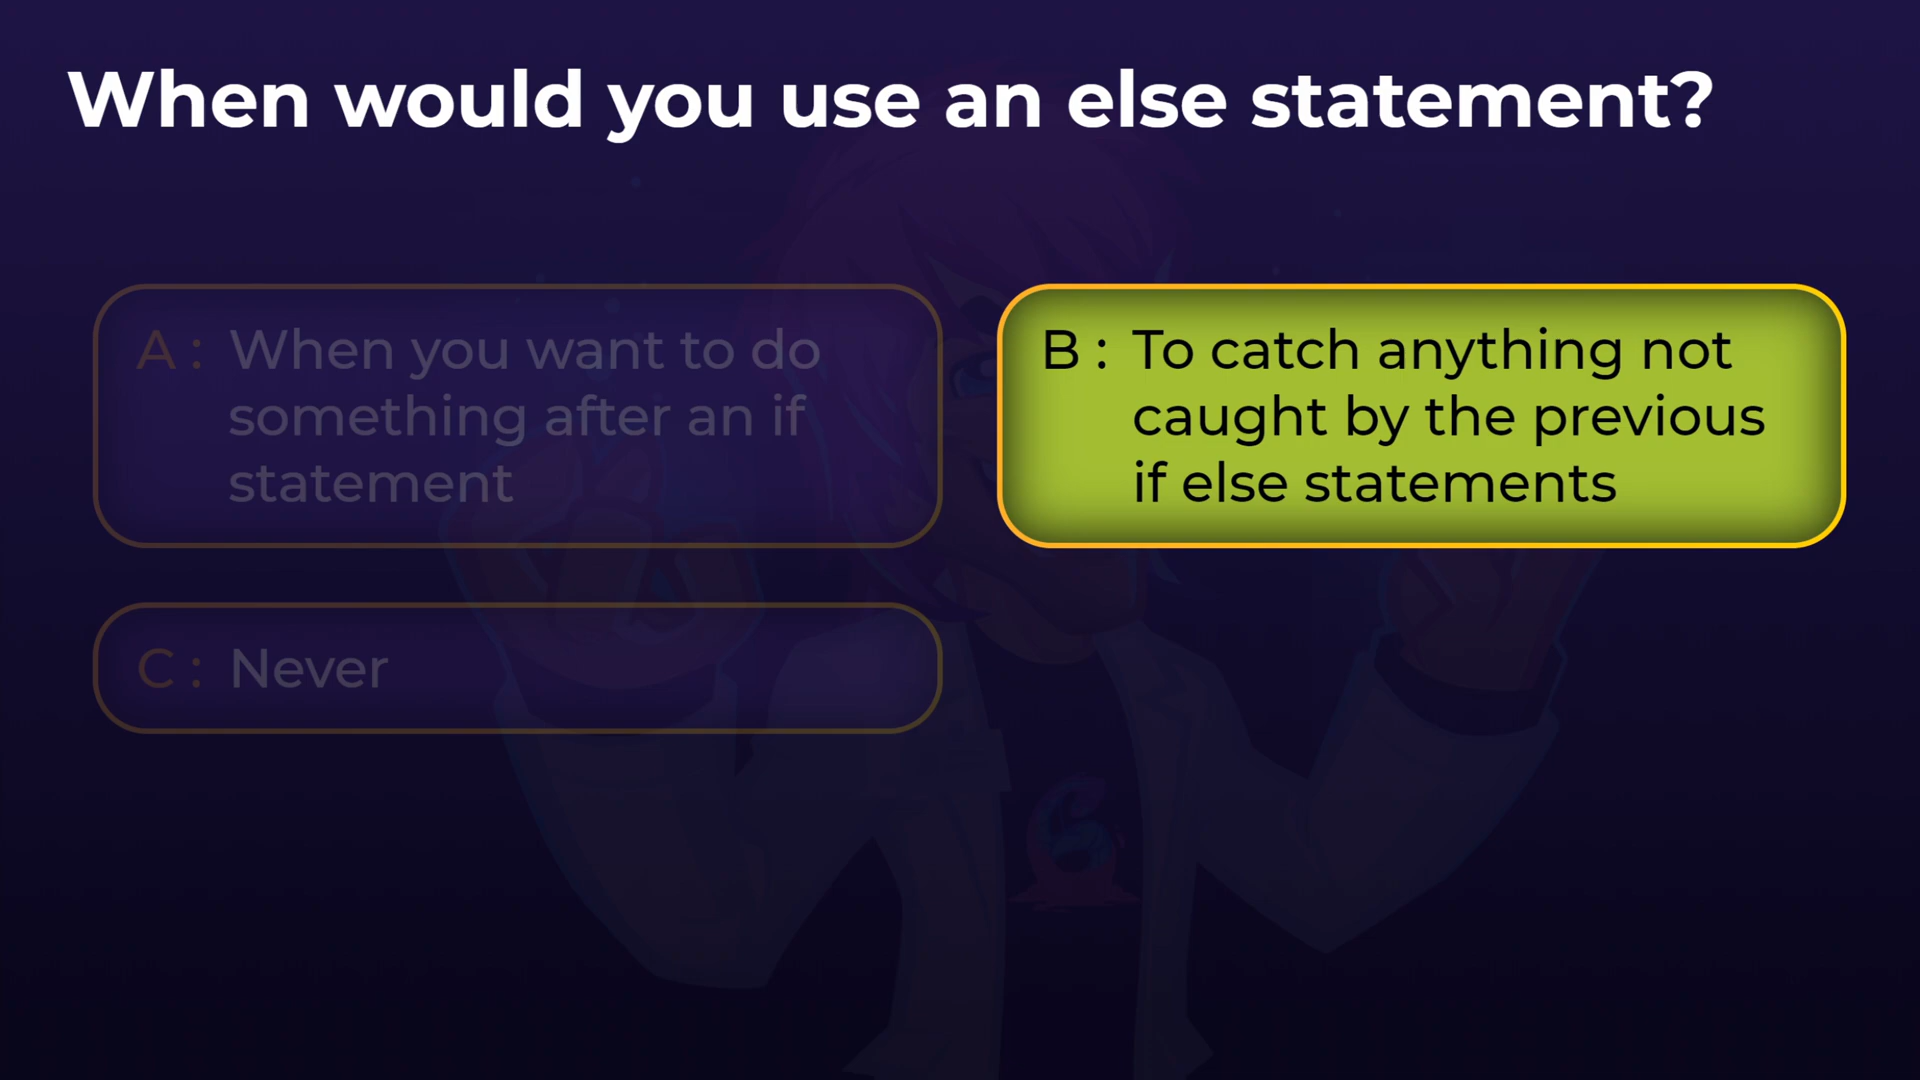 When would you use an else statement?
A : When you want to do
something after an if
statement
B : To catch anything not
caught by the previous
if else statements
C : Never